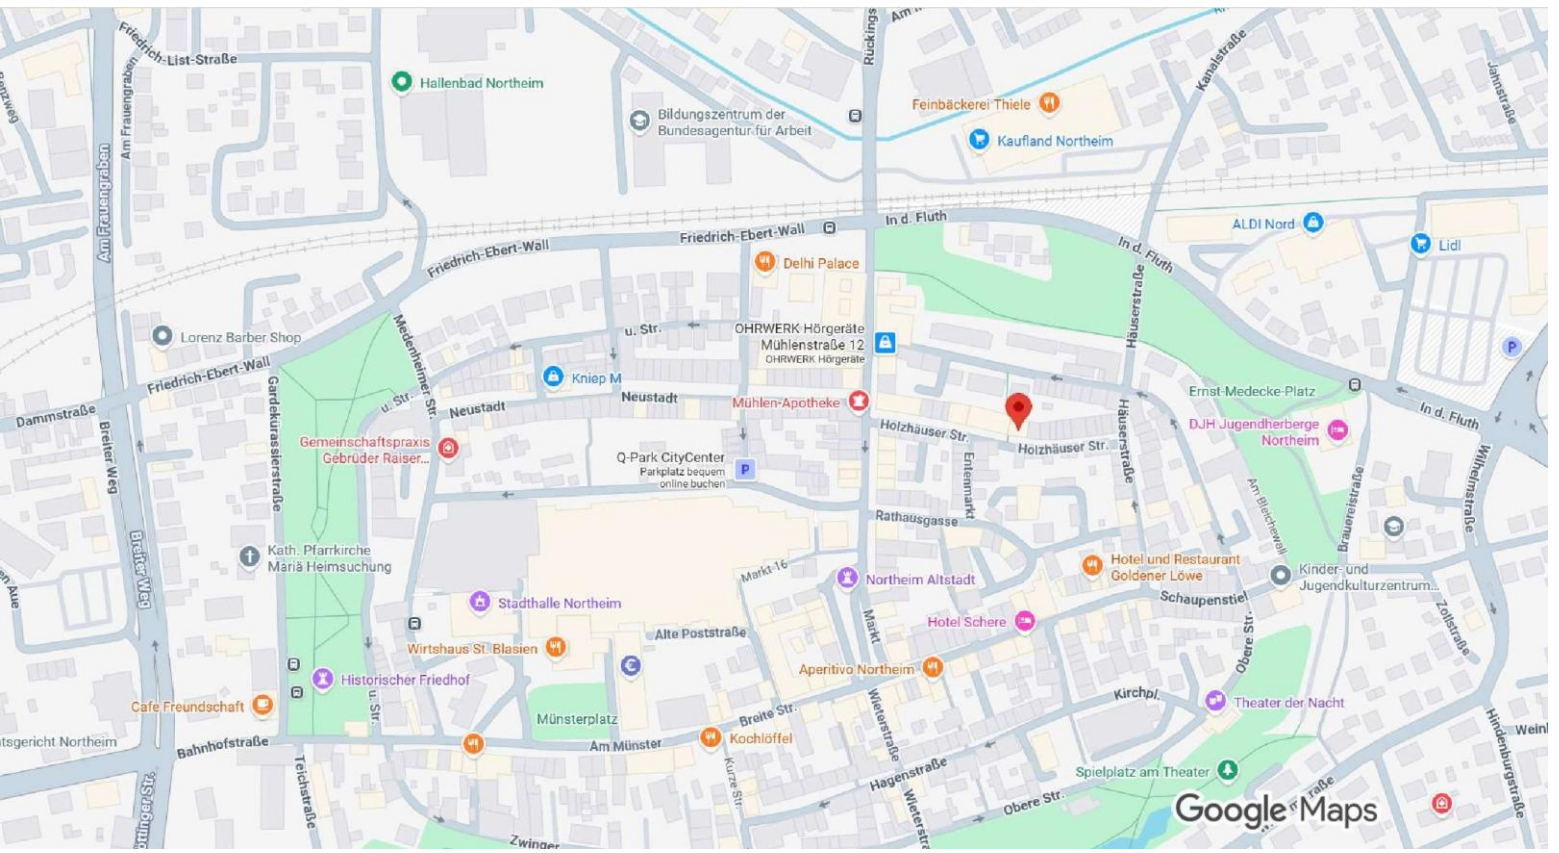 Friedrich-List-Straße
Am Frauengraben
Am Frauengraben
Hallenbad Northeim
Bildungszentrum der
Bundesagentur für Arbeit
Feinbäckerei Thiele
Kaufland Northeim
Kanalstraße
Jahnstraße
In d. Fluth
Friedrich-Ebert-Wall
Friedrich-Ebert-Wall
Delhi Palace
In d. Fluth
ALDI Nord
Lidl
Lorenz Barber Shop
Medenheimer Str.
u. Str.
OHRWERK Hörgeräte
Mühlenstraße 12
OHRWERK Hörgeräte
Häuserstraße
P
Friedrich-Ebert-Wall
Dammstraße
Gardekürassierstraße
u. Str.
Kniep M
Neustadt
Neustadt
Mühlen-Apotheke
Ernst-Medecke-Platz
In d. Fluth
Breiter Weg
Gemeinschaftspraxis
Gebrüder Raiser...
Holzhäuser Str.
Holzhäuser Str.
Häuserstraße
DJH Jugendherberge
Northeim
Q-Park CityCenter
Parkplatz bequem
online buchen
P
Entenmarkt
Am Bleichewall
Brauereistraße
Wilhelmstraße
Rathausgasse
Breiter Weg
Kath. Pfarrkirche
Mariä Heimsuchung
Markt 16
Northeim Altstadt
Hotel und Restaurant
Goldener Löwe
Kinder- und
Jugendkulturzentrum...
Schaupenstiel
Stadthalle Northeim
Markt
Hotel Schere
Zollstraße
Alte Poststraße
Wirtshaus St. Blasien
€
Obere Str.
Aperitivo Northeim
Historischer Friedhof
u. Str.
Cafe Freundschaft
Kirchpl.
Theater der Nacht
Münsterplatz
Breite Str.
Wieterstraße
Bahnhofstraße
Am Münster
Kochlöffel
Hindenburgstraße
Teichstraße
Kurze Str.
Hagenstraße
Spielplatz am Theater
Obere Str.
Google Maps
Zwinger